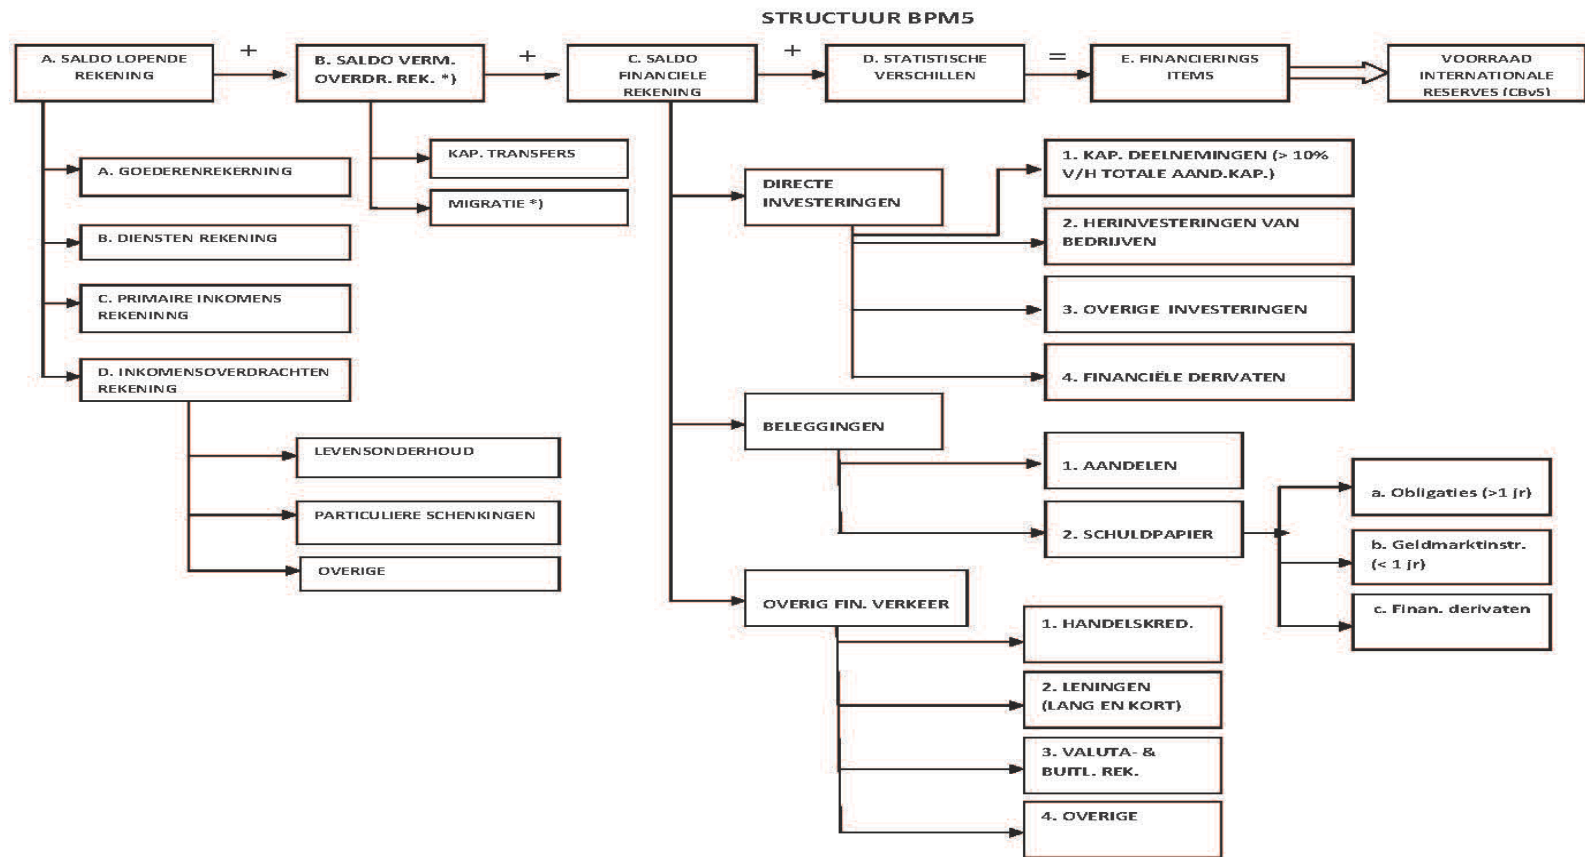 STRUCTUUR BPM5
A. SALDO LOPENDE
REKENING
+
B. SALDO VERM.
OVERDR. REK. *)
+
C. SALDO
FINANCIELE
REKENING
+
D. STATISTISCHE
VERSCHILLEN
=
E. FINANCIERINGS
ITEMS
VOORRAAD
INTERNATIONALE
RESERVES (CBvS)
A. GOEDERENREKERNING
B. DIENSTEN REKENING
C. PRIMAIRE INKOMENS
REKENINNG
D. INKOMENSOVERDRACHTEN
REKENING
LEVENSONDERHOUD
PARTICULIERE SCHENKINGEN
OVERIGE
KAP. TRANSFERS
MIGRATIE *)
DIRECTE
INVESTERINGEN
1. KAP. DEELNEMINGEN (> 10%
V/H TOTALE AAND.KAP.)
2. HERINVESTERINGEN VAN
BEDRIJVEN
3. OVERIGE INVESTERINGEN
4. FINANCIËLE DERIVATEN
BELEGGINGEN
1. AANDELEN
2. SCHULDPAPIER
a. Obligaties (>1 jr)
b. Geldmarktinstr.
(< 1 jr)
c. Finan. derivaten
OVERIG FIN. VERKEER
1. HANDELSKRED.
2. LENINGEN
(LANG EN KORT)
3. VALUTA- &
BUITL. REK.
4. OVERIGE